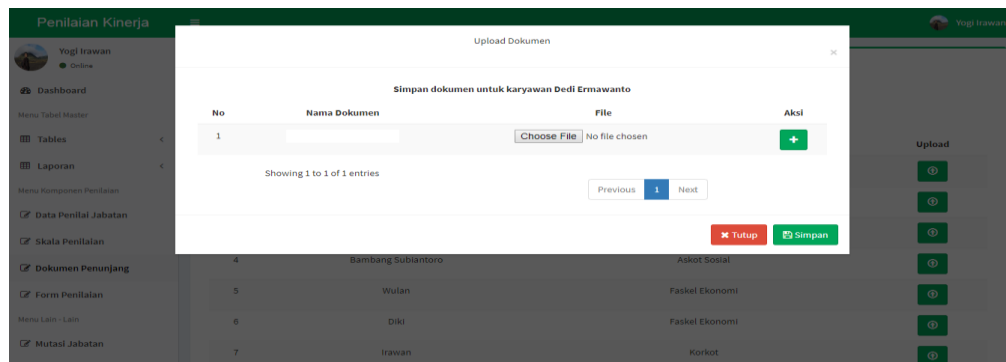 Penilaian Kinerja
Yogi Irawan
Yogi Irawan
Online
Dashboard
Menu Tabel Master
Tables
Laporan
Menu Komponen Penilaian
Data Penilai Jabatan
Skala Penilaian
Dokumen Penunjang
Form Penilaian
Menu Lain - Lain
Mutasi Jabatan
Upload Dokumen
×
Simpan dokumen untuk karyawan Dedi Ermawanto
No Nama Dokumen File Aksi
1 Choose File No file chosen +
Showing 1 to 1 of 1 entries
Previous 1 Next
Tutup Simpan
Upload
4 Bambang Subiantoro Askot Sosial
5 Wulan Faskel Ekonomi
6 Diki Faskel Ekonomi
7 Irawan Korkot